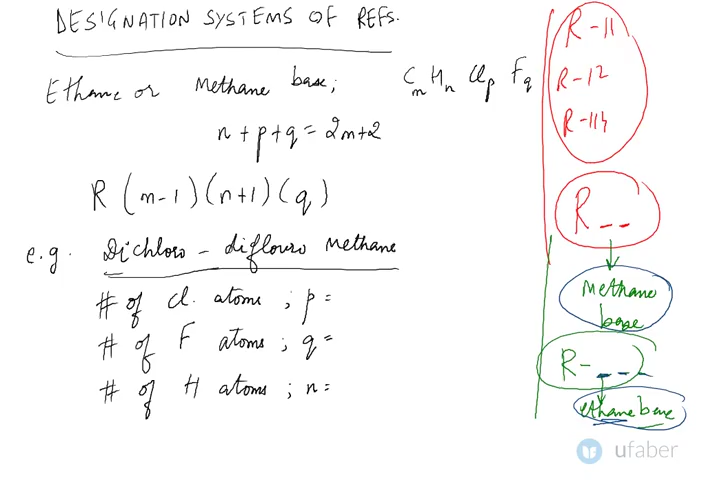 DESIGNATION SYSTEMS OF REFS.
Ethane or Methane base; CmHn Clp Fq
n+p+q=2m+2
R (m-1)(n+1)(q)
e.g. Dichloro - diflouro Methane
# of Cl. atoms ; p=
# of F atoms ; q=
# of H atoms ; n=
R-11
R-12
R-114
R _ _
Methane
base
R- _ _ _
ethane base
ufaber